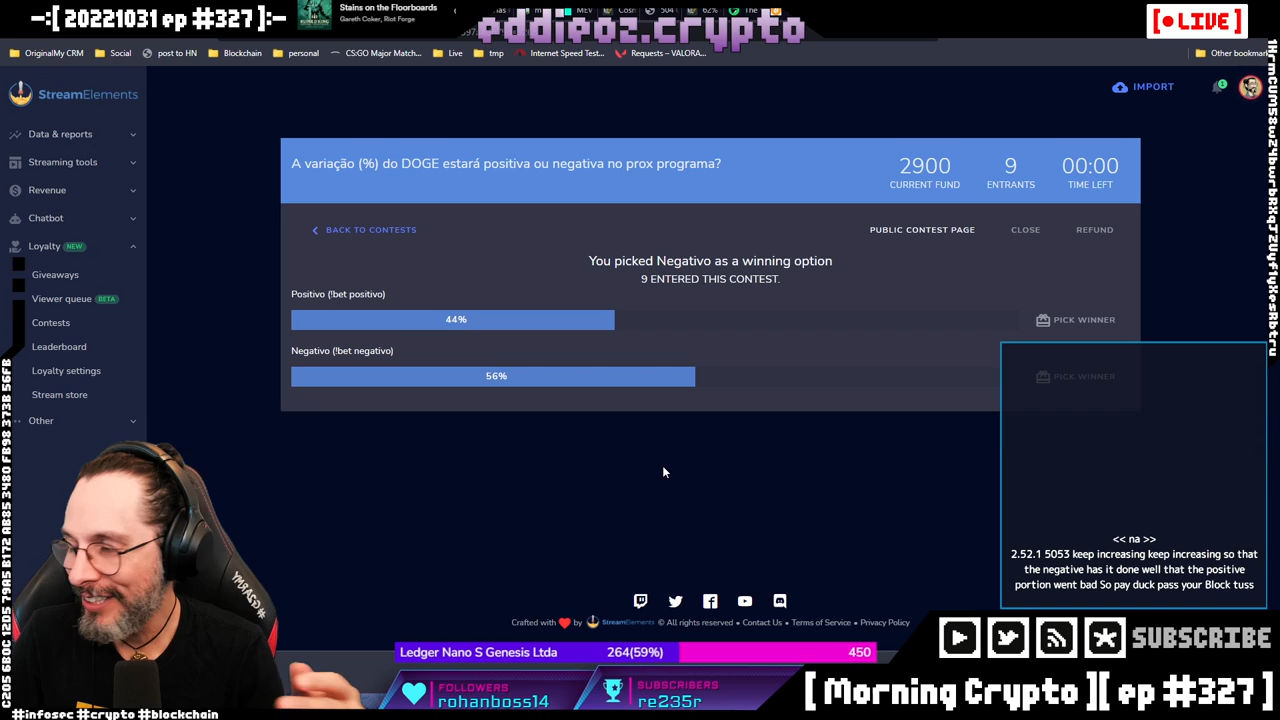 -:[ 20221031 ep #327]:-
Stains on the Floorboards
Gareth Coker, Riot Forge
MEV
504
62%
The
eddieoz.crypto
[•LIVE]
OriginalMy CRM
Social
post to HN
Blockchain
personal
CS:GO Major Match...
Live
tmp
Internet Speed Test...
Requests – VALORA...
Other bookmar
StreamElements
IMPORT
1
Data & reports
Streaming tools
Revenue
Chatbot
Loyalty NEW
Giveaways
Viewer queue BETA
Contests
Leaderboard
Loyalty settings
Stream store
Other
A variação (%) do DOGE estará positiva ou negativa no prox programa?
2900
CURRENT FUND
9
ENTRANTS
00:00
TIME LEFT
BACK TO CONTESTS
PUBLIC CONTEST PAGE
CLOSE
REFUND
You picked Negativo as a winning option
9 ENTERED THIS CONTEST.
Positivo (!bet positivo)
44%
PICK WINNER
Negativo (!bet negativo)
56%
PICK WINNER
<< na >>
2.52.1 5053 keep increasing keep increasing so that
the negative has it done well that the positive
portion went bad So pay duck pass your Block tuss
Crafted with ❤ by StreamElements © All rights reserved • Contact Us • Terms of Service • Privacy Policy
Ledger Nano S Genesis Ltda 264(59%) 450
FOLLOWERS
rohanboss14
SUBSCRIBERS
re235r
SUBSCRIBE
[ Morning Crypto ][ ep #327 ]
#infosec #crypto #blockchain